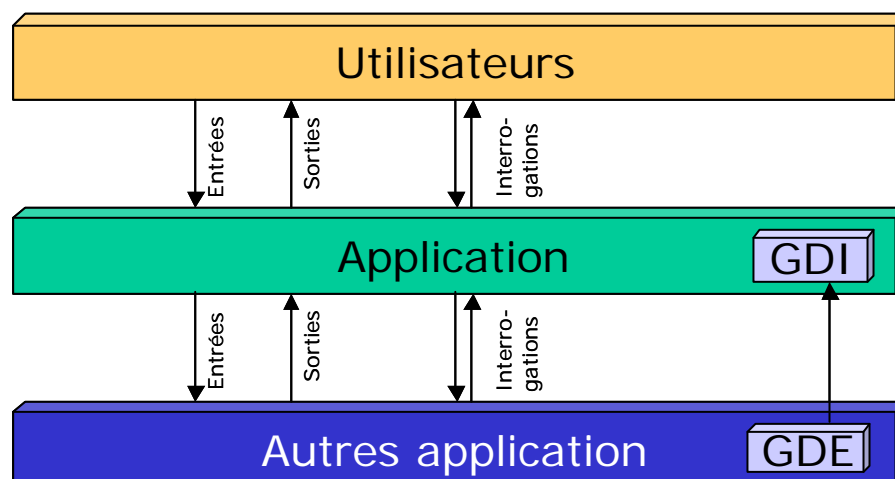 Utilisateurs
Entrées
Sorties
Interro-
gations
Application
GDI
Entrées
Sorties
Interro-
gations
Autres application
GDE